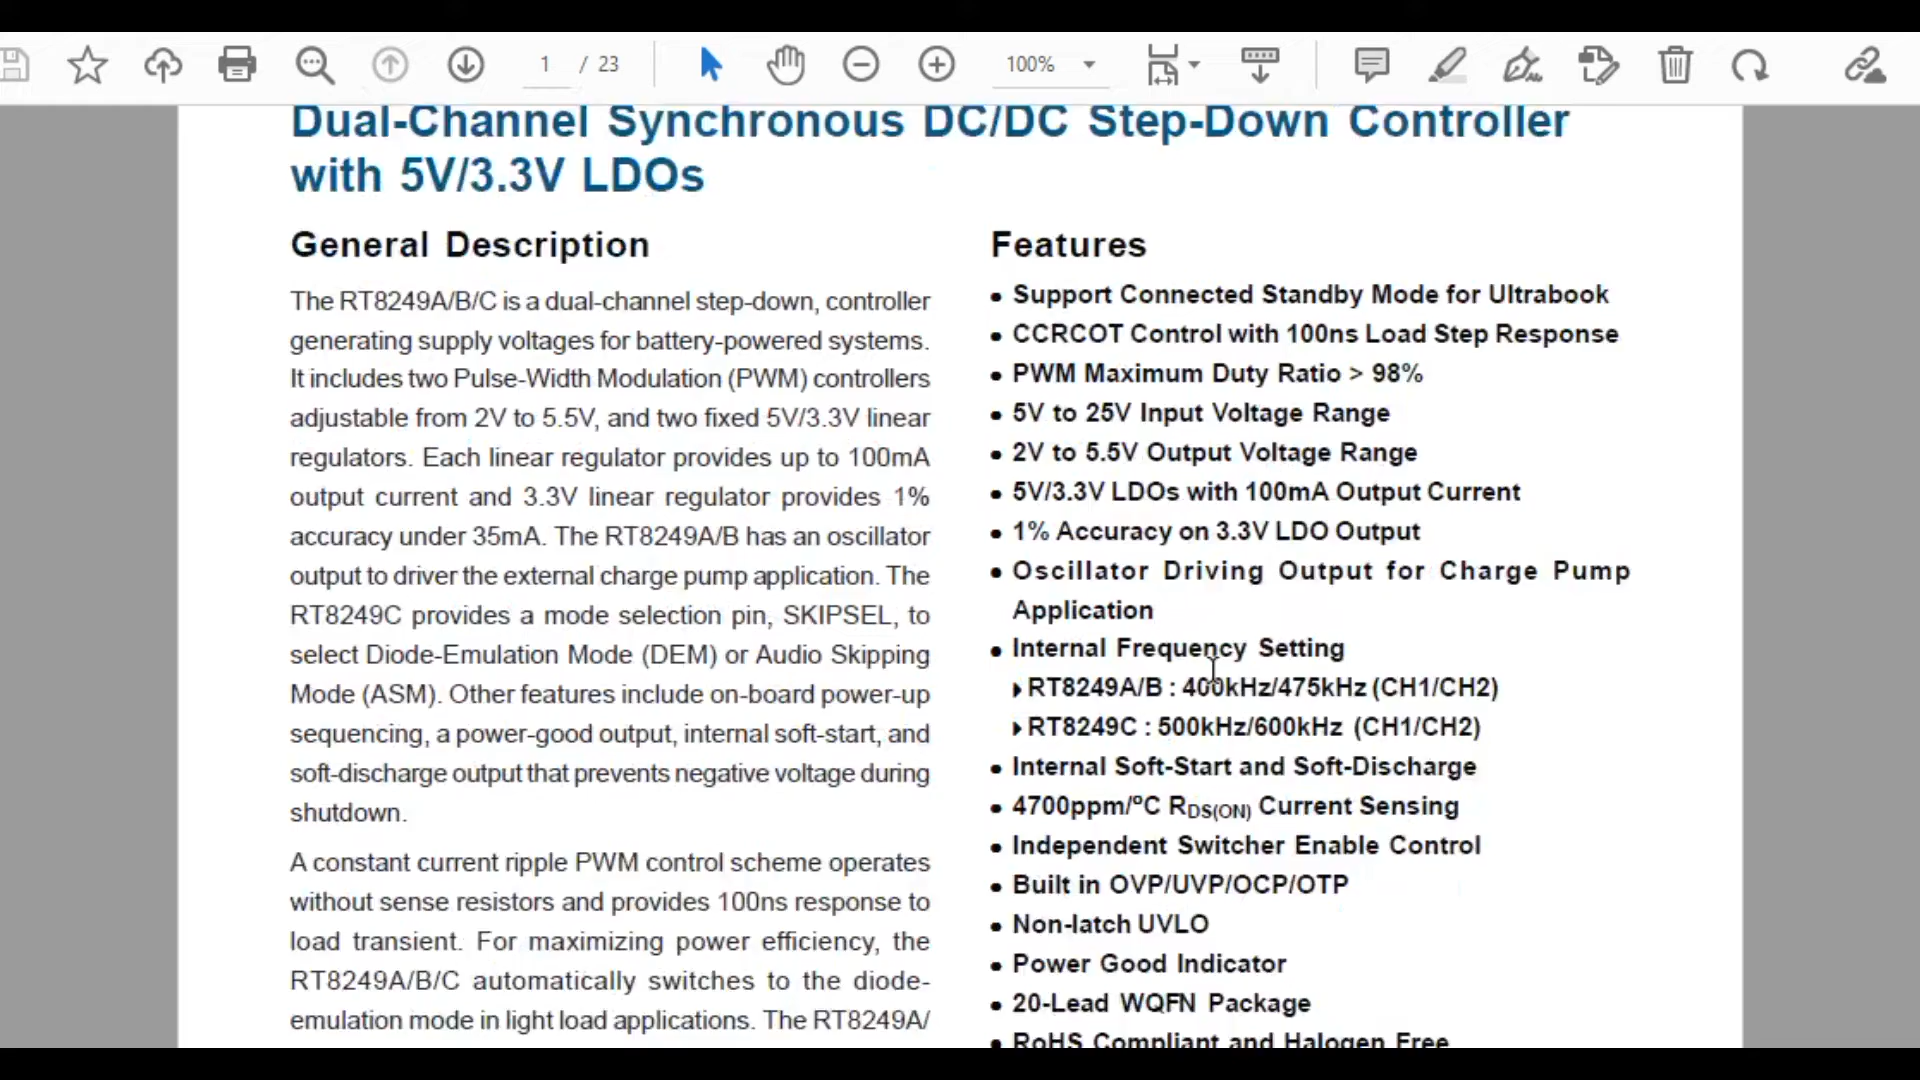 1 / 23
100%
Dual-Channel Synchronous DC/DC Step-Down Controller
with 5V/3.3V LDOs
General Description
The RT8249A/B/C is a dual-channel step-down, controller
generating supply voltages for battery-powered systems.
It includes two Pulse-Width Modulation (PWM) controllers
adjustable from 2V to 5.5V, and two fixed 5V/3.3V linear
regulators. Each linear regulator provides up to 100mA
output current and 3.3V linear regulator provides 1%
accuracy under 35mA. The RT8249A/B has an oscillator
output to driver the external charge pump application. The
RT8249C provides a mode selection pin, SKIPSEL, to
select Diode-Emulation Mode (DEM) or Audio Skipping
Mode (ASM). Other features include on-board power-up
sequencing, a power-good output, internal soft-start, and
soft-discharge output that prevents negative voltage during
shutdown.
A constant current ripple PWM control scheme operates
without sense resistors and provides 100ns response to
load transient. For maximizing power efficiency, the
RT8249A/B/C automatically switches to the diode-
emulation mode in light load applications. The RT8249A/
Features
• Support Connected Standby Mode for Ultrabook
• CCRCOT Control with 100ns Load Step Response
• PWM Maximum Duty Ratio > 98%
• 5V to 25V Input Voltage Range
• 2V to 5.5V Output Voltage Range
• 5V/3.3V LDOs with 100mA Output Current
• 1% Accuracy on 3.3V LDO Output
• Oscillator Driving Output for Charge Pump
Application
• Internal Frequency Setting
RT8249A/B : 400kHz/475kHz (CH1/CH2)
RT8249C : 500kHz/600kHz (CH1/CH2)
• Internal Soft-Start and Soft-Discharge
• 4700ppm/°C RDS(ON) Current Sensing
• Independent Switcher Enable Control
• Built in OVP/UVP/OCP/OTP
• Non-latch UVLO
• Power Good Indicator
• 20-Lead WQFN Package
• RoHS Compliant and Halogen Free